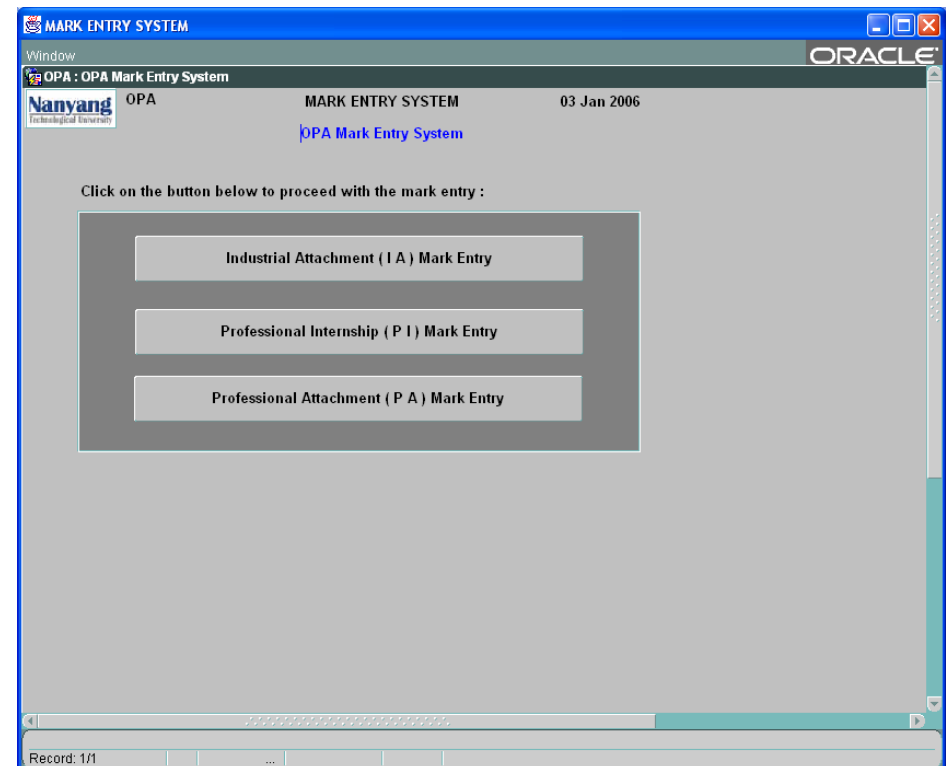 MARK ENTRY SYSTEM
Window
ORACLE
OPA : OPA Mark Entry System
Nanyang
Technological University
OPA MARK ENTRY SYSTEM 03 Jan 2006
OPA Mark Entry System
Click on the button below to proceed with the mark entry :
Industrial Attachment ( I A ) Mark Entry
Professional Internship ( P I ) Mark Entry
Professional Attachment ( P A ) Mark Entry
Record: 1/1
...